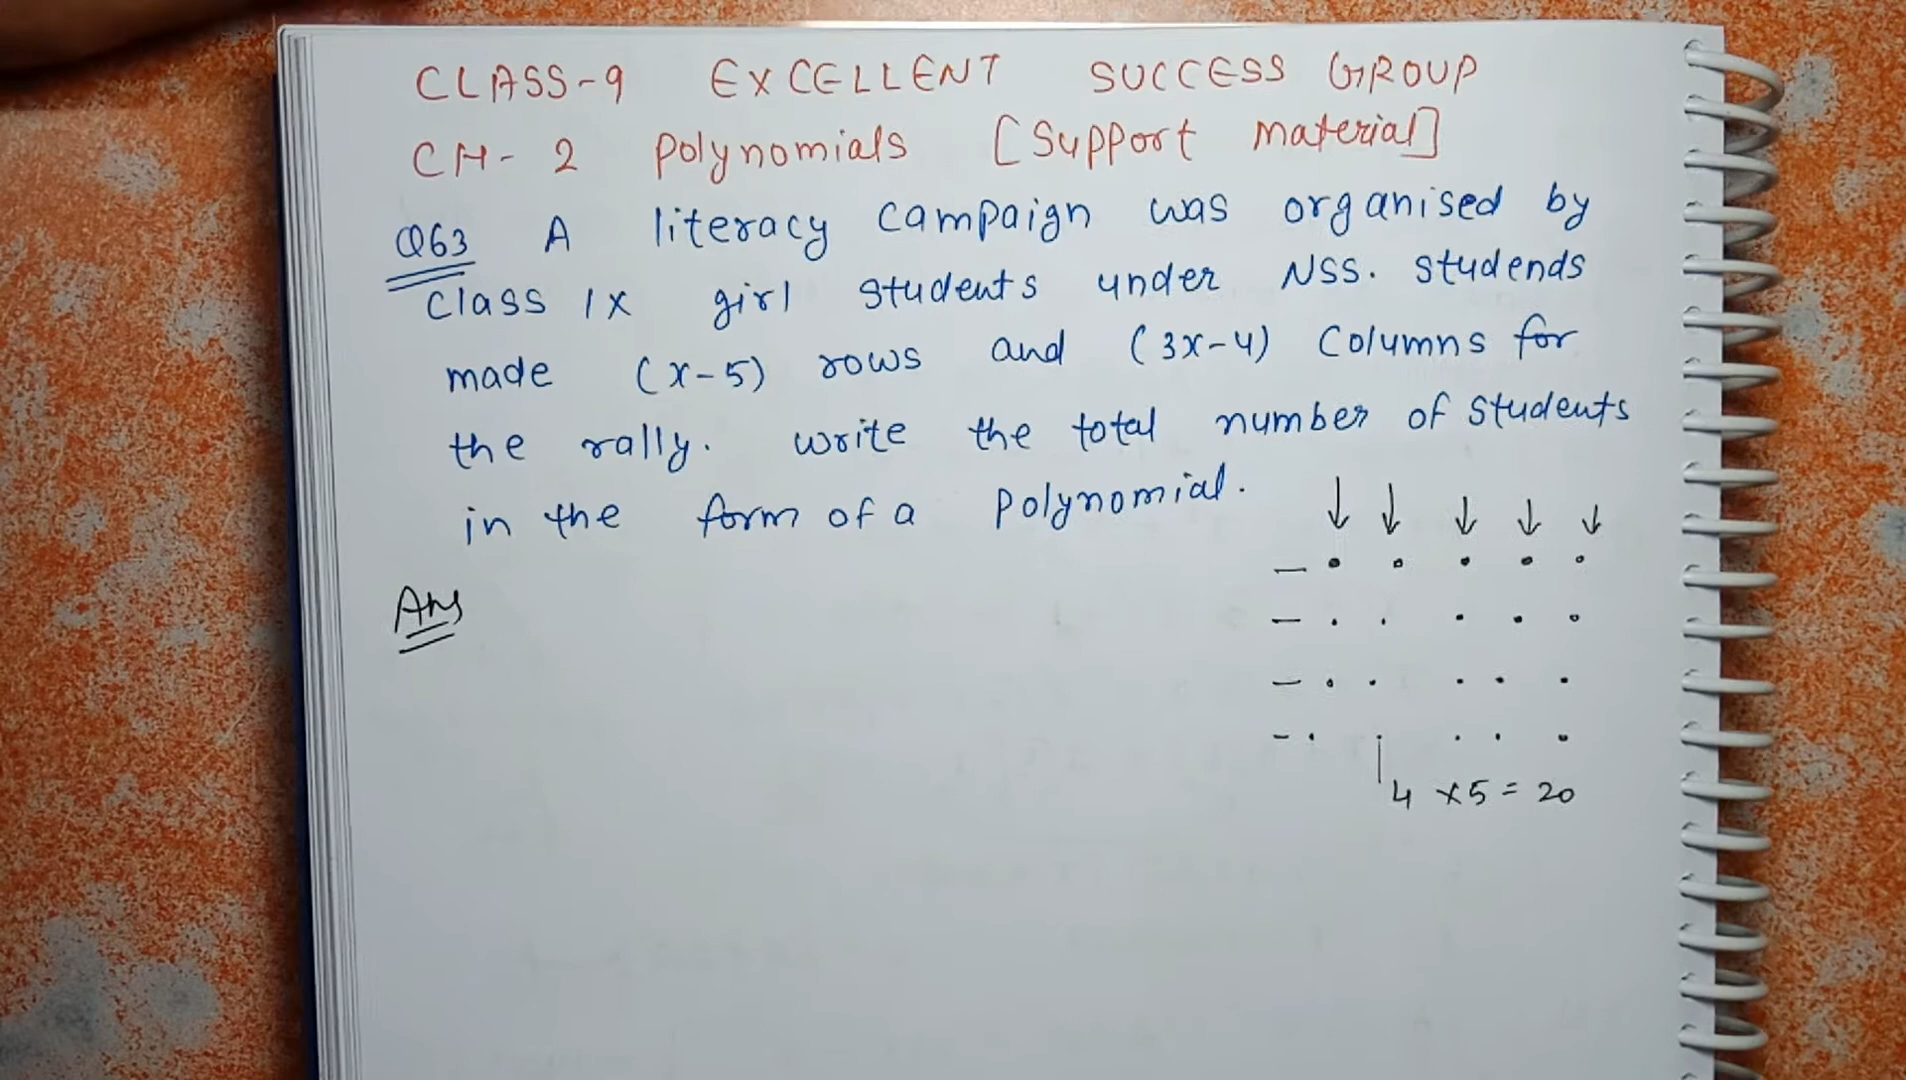 CLASS-9 EXCELLENT SUCCESS GROUP
CH-2 Polynomials [Support material]
Q63 A literacy campaign was organised by
Class IX girl students under NSS. studends
made (x-5) rows and (3x-4) Columns for
the rally. write the total number of students
in the form of a polynomial.
Ans
4 x5 = 20